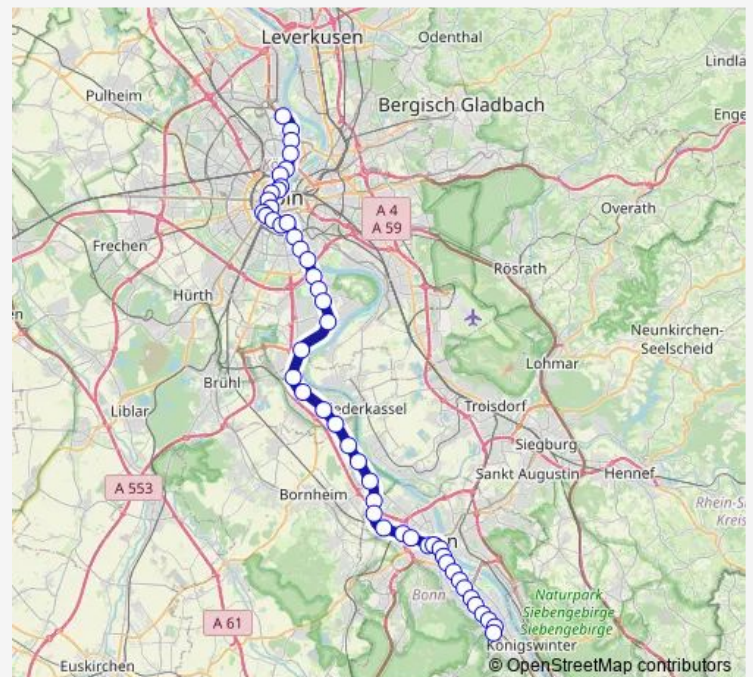 Leverkusen
Odenthal
Lindla
Pulheim
Bergisch Gladbach
Enge
A 4
A 59
Overath
Frechen
Rösrath
Hürth
Neunkirchen-
Seelscheid
Lohmar
Brühl
Liblar
ederkassel
Troisdorf
Siegburg
A 553
Sankt Augustin
Hennef
Bornheim
Rhein-S
Kreis
Bonn
Naturpark
Siebengebirge
Siebengebirge
A 61
Königswinter
Euskirchen
© OpenStreetMap contributors